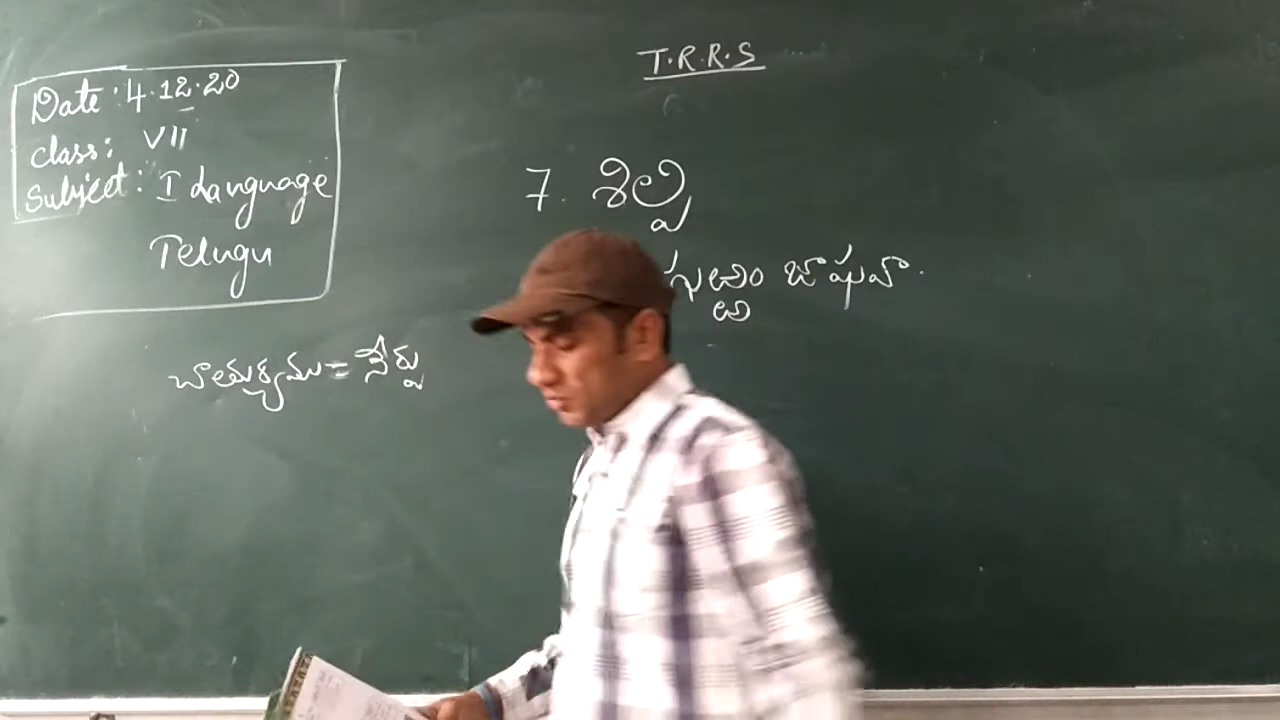 T.R.R.S
Date: 4.12.20
class: VII
Subject: I Language
Telugu
7. శిల్పి
జాషువా.
చాతుర్యము = నేర్పు